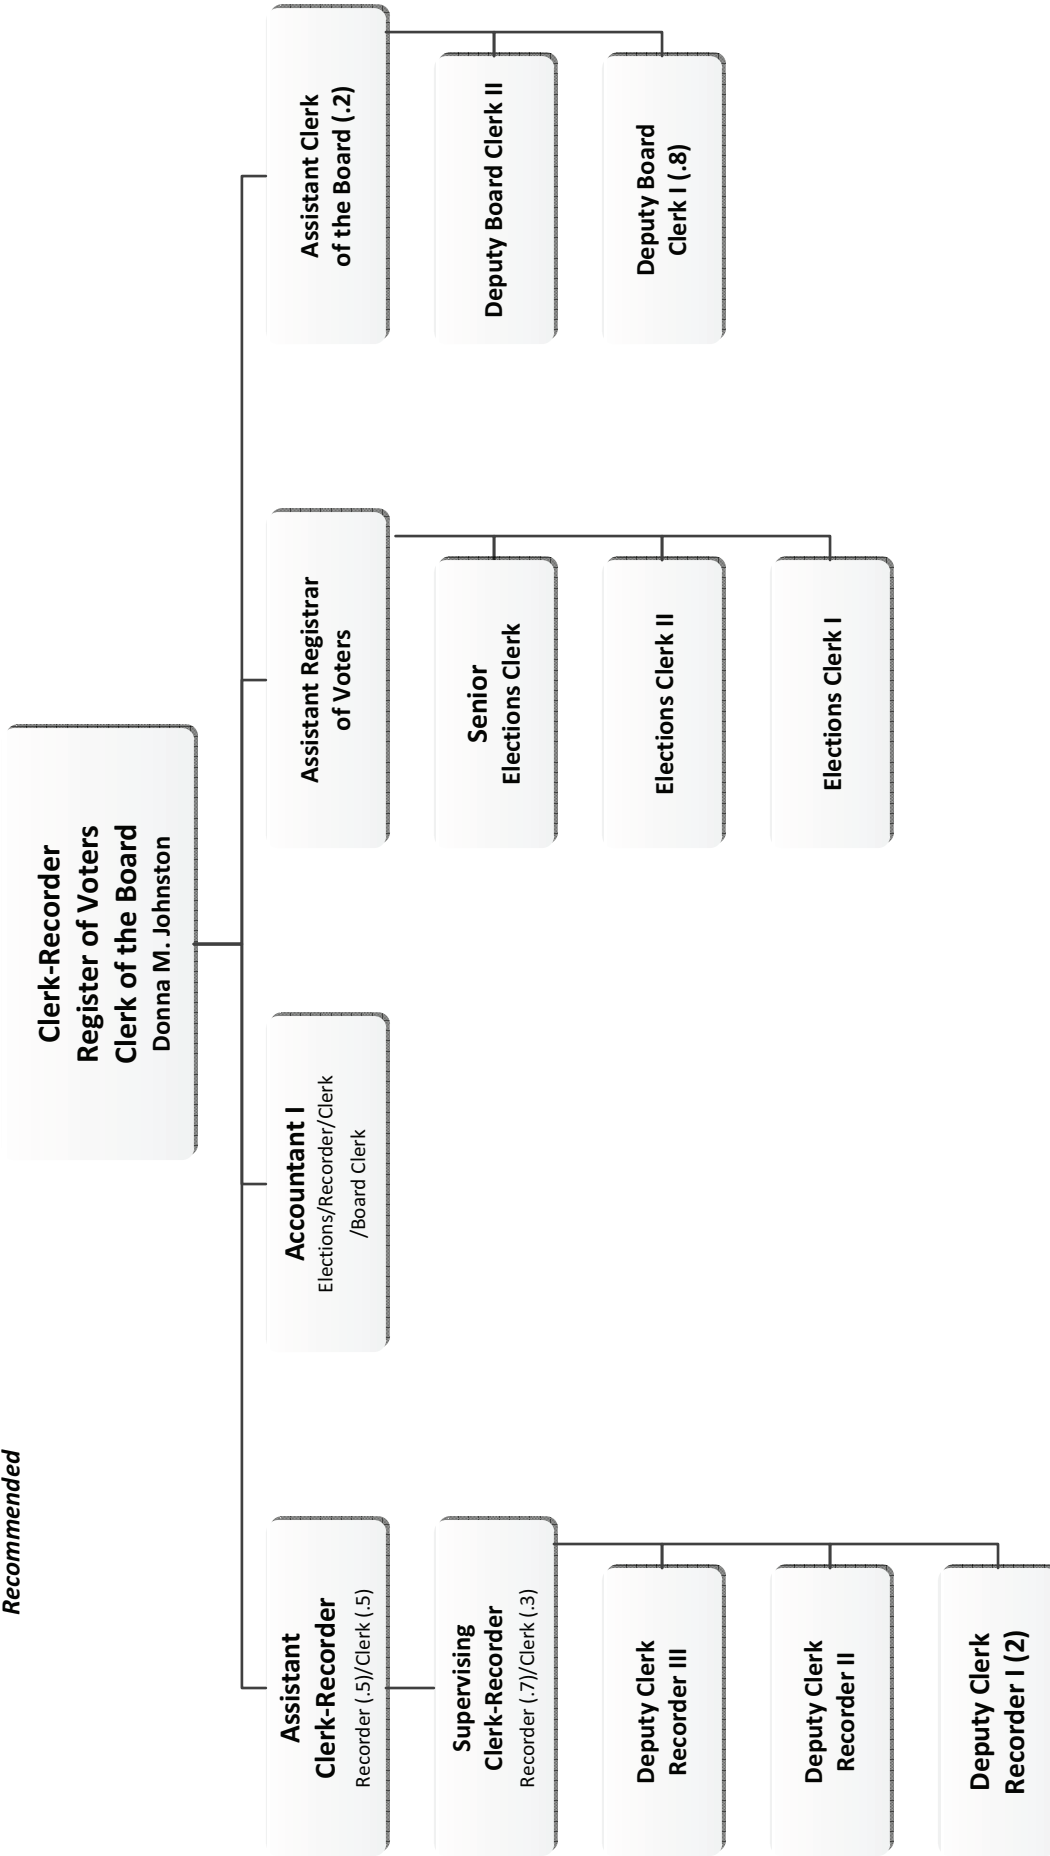 Recommended
Clerk-Recorder
Register of Voters
Clerk of the Board
Donna M. Johnston
Assistant
Clerk-Recorder
Recorder (.5)/Clerk (.5)
Supervising
Clerk-Recorder
Recorder (.7)/Clerk (.3)
Deputy Clerk
Recorder III
Deputy Clerk
Recorder II
Deputy Clerk
Recorder I (2)
Accountant I
Elections/Recorder/Clerk
/Board Clerk
Assistant Registrar
of Voters
Senior
Elections Clerk
Elections Clerk II
Elections Clerk I
Assistant Clerk
of the Board (.2)
Deputy Board Clerk II
Deputy Board
Clerk I (.8)